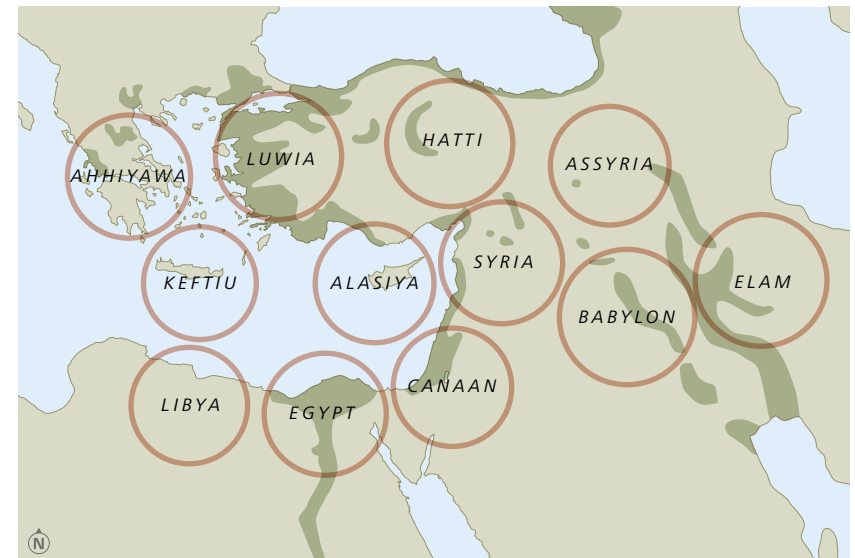 HATTI
LUWIA
ASSYRIA
AHHIYAWA
SYRIA
KEFTIU
ALASIYA
ELAM
BABYLON
CANAAN
LIBYA
EGYPT
N